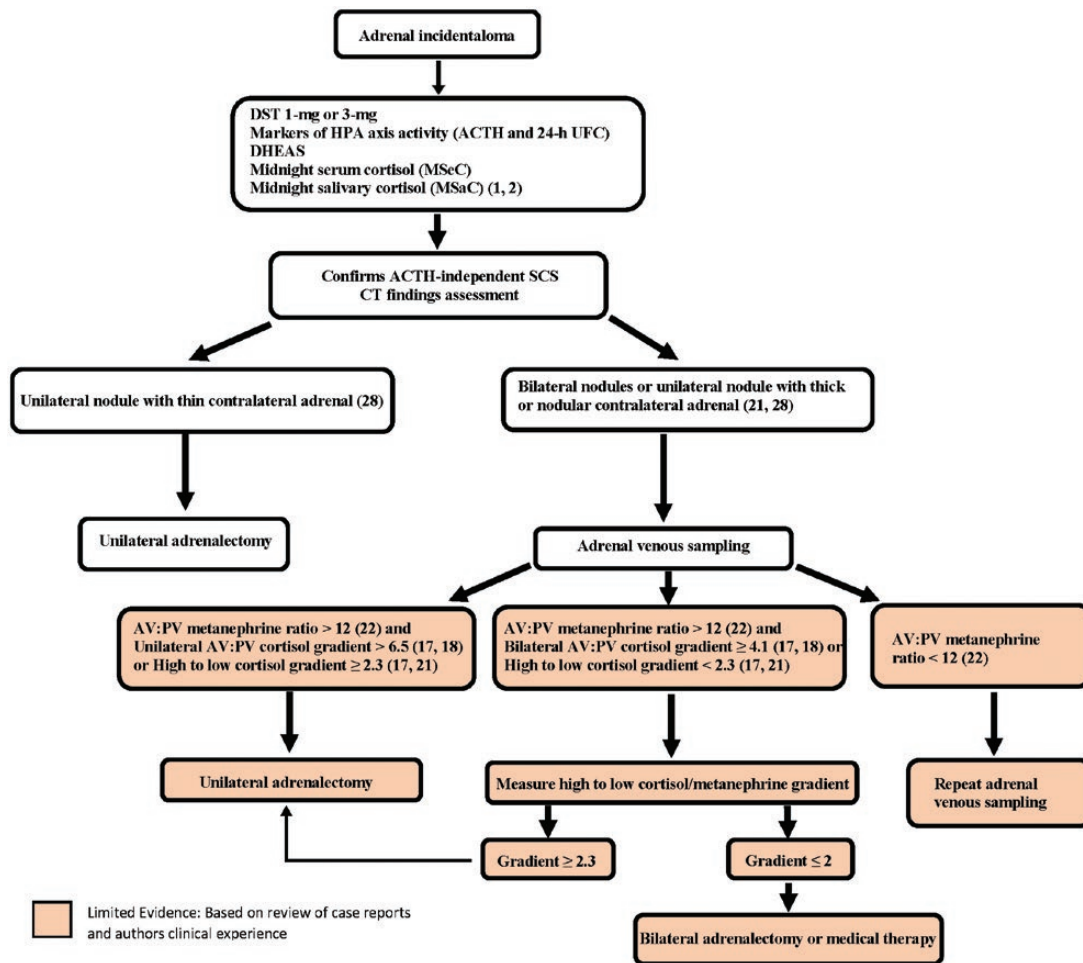 Adrenal incidentaloma
DST 1-mg or 3-mg
Markers of HPA axis activity (ACTH and 24-h UFC)
DHEAS
Midnight serum cortisol (MSeC)
Midnight salivary cortisol (MSaC) (1, 2)
Confirms ACTH-independent SCS
CT findings assessment
Unilateral nodule with thin contralateral adrenal (28)
Bilateral nodules or unilateral nodule with thick
or nodular contralateral adrenal (21, 28)
Unilateral adrenalectomy
Adrenal venous sampling
AV:PV metanephrine ratio > 12 (22) and
Unilateral AV:PV cortisol gradient > 6.5 (17, 18)
or High to low cortisol gradient ≥ 2.3 (17, 21)
AV:PV metanephrine ratio > 12 (22) and
Bilateral AV:PV cortisol gradient ≥ 4.1 (17, 18) or
High to low cortisol gradient < 2.3 (17, 21)
AV:PV metanephrine
ratio < 12 (22)
Unilateral adrenalectomy
Measure high to low cortisol/metanephrine gradient
Repeat adrenal
venous sampling
Gradient ≥ 2.3
Gradient ≤ 2
Limited Evidence: Based on review of case reports
and authors clinical experience
Bilateral adrenalectomy or medical therapy